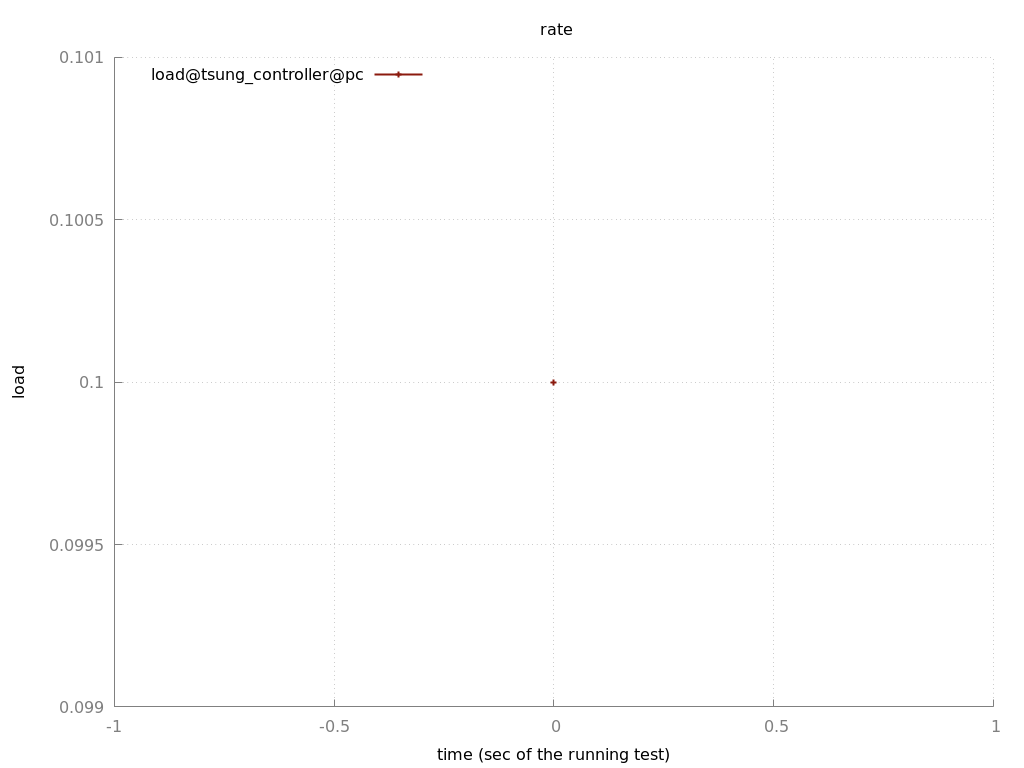 rate
0.101
load@tsung_controller@pc
0.1005
0.1
load
0.0995
0.099
-1 -0.5 0 0.5 1
time (sec of the running test)